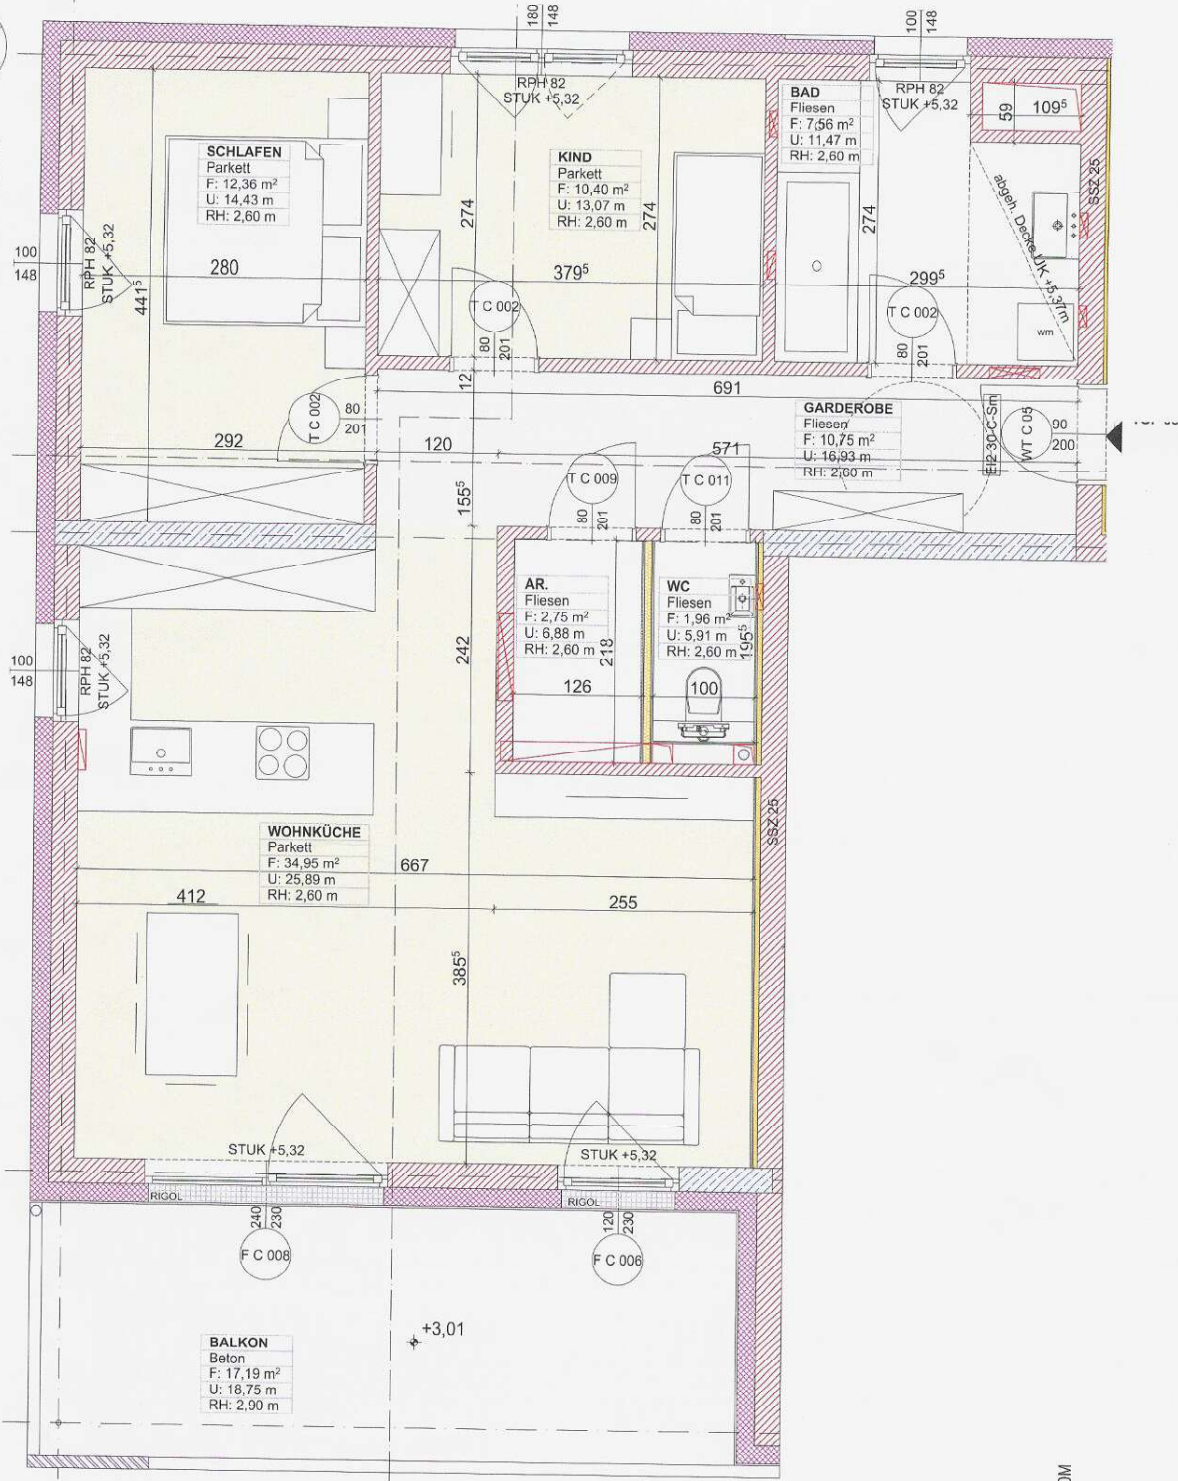 180
148
100
148
RPH 82
STUK +5,32
RPH 82
STUK +5,32
BAD
Fliesen
F: 7,56 m²
U: 11,47 m
RH: 2,60 m
59
109⁵
SCHLAFEN
Parkett
F: 12,36 m²
U: 14,43 m
RH: 2,60 m
KIND
Parkett
F: 10,40 m²
U: 13,07 m
RH: 2,60 m
SSZ 25
abgeh. Decke UK +5,37m
274
274
274
100
148
RPH 82
STUK +5,32
280
441⁵
379⁵
299⁵
T C 002
80
201
T C 002
80
201
wm
12
691
T C 002
80
201
GARDEROBE
Fliesen
F: 10,75 m²
U: 16,93 m
RH: 2,60 m
EI2 30-C-Sm
WT C 05
90
200
292
120
571
155⁵
T C 009
80
201
T C 011
80
201
AR.
Fliesen
F: 2,75 m²
U: 6,88 m
RH: 2,60 m
WC
Fliesen
F: 1,96 m²
U: 5,91 m
RH: 2,60 m
100
148
RPH 82
STUK +5,32
242
218
195⁵
126
100
SSZ 25
WOHNKÜCHE
Parkett
F: 34,95 m²
U: 25,89 m
RH: 2,60 m
667
412
255
385⁵
STUK +5,32
STUK +5,32
RIGOL
RIGOL
240
230
120
230
F C 008
F C 006
+3,01
BALKON
Beton
F: 17,19 m²
U: 18,75 m
RH: 2,90 m